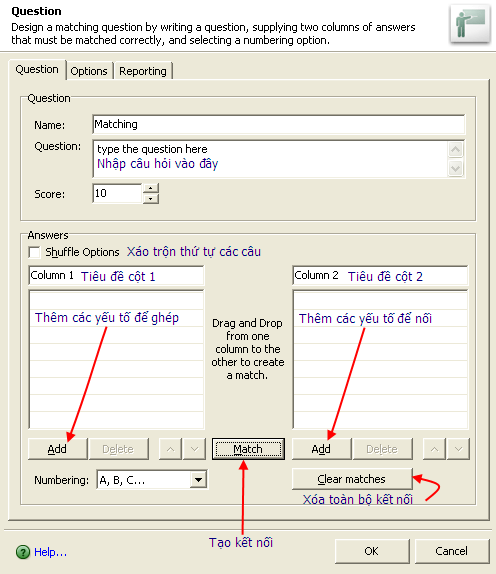 Question
Design a matching question by writing a question, supplying two columns of answers
that must be matched correctly, and selecting a numbering option.
Question Options Reporting
Question
Name: Matching
Question: type the question here
Nhập câu hỏi vào đây
Score: 10
Answers
Shuffle Options Xáo trộn thứ tự các câu
Column 1 Tiêu đề cột 1
Column 2 Tiêu đề cột 2
Thêm các yếu tố để ghép
Thêm các yếu tố để nối
Drag and Drop
from one
column to the
other to create
a match.
Add Delete Match Add Delete
Numbering: A, B, C... Clear matches
Xóa toàn bộ kết nối
Tạo kết nối
? Help... OK Cancel